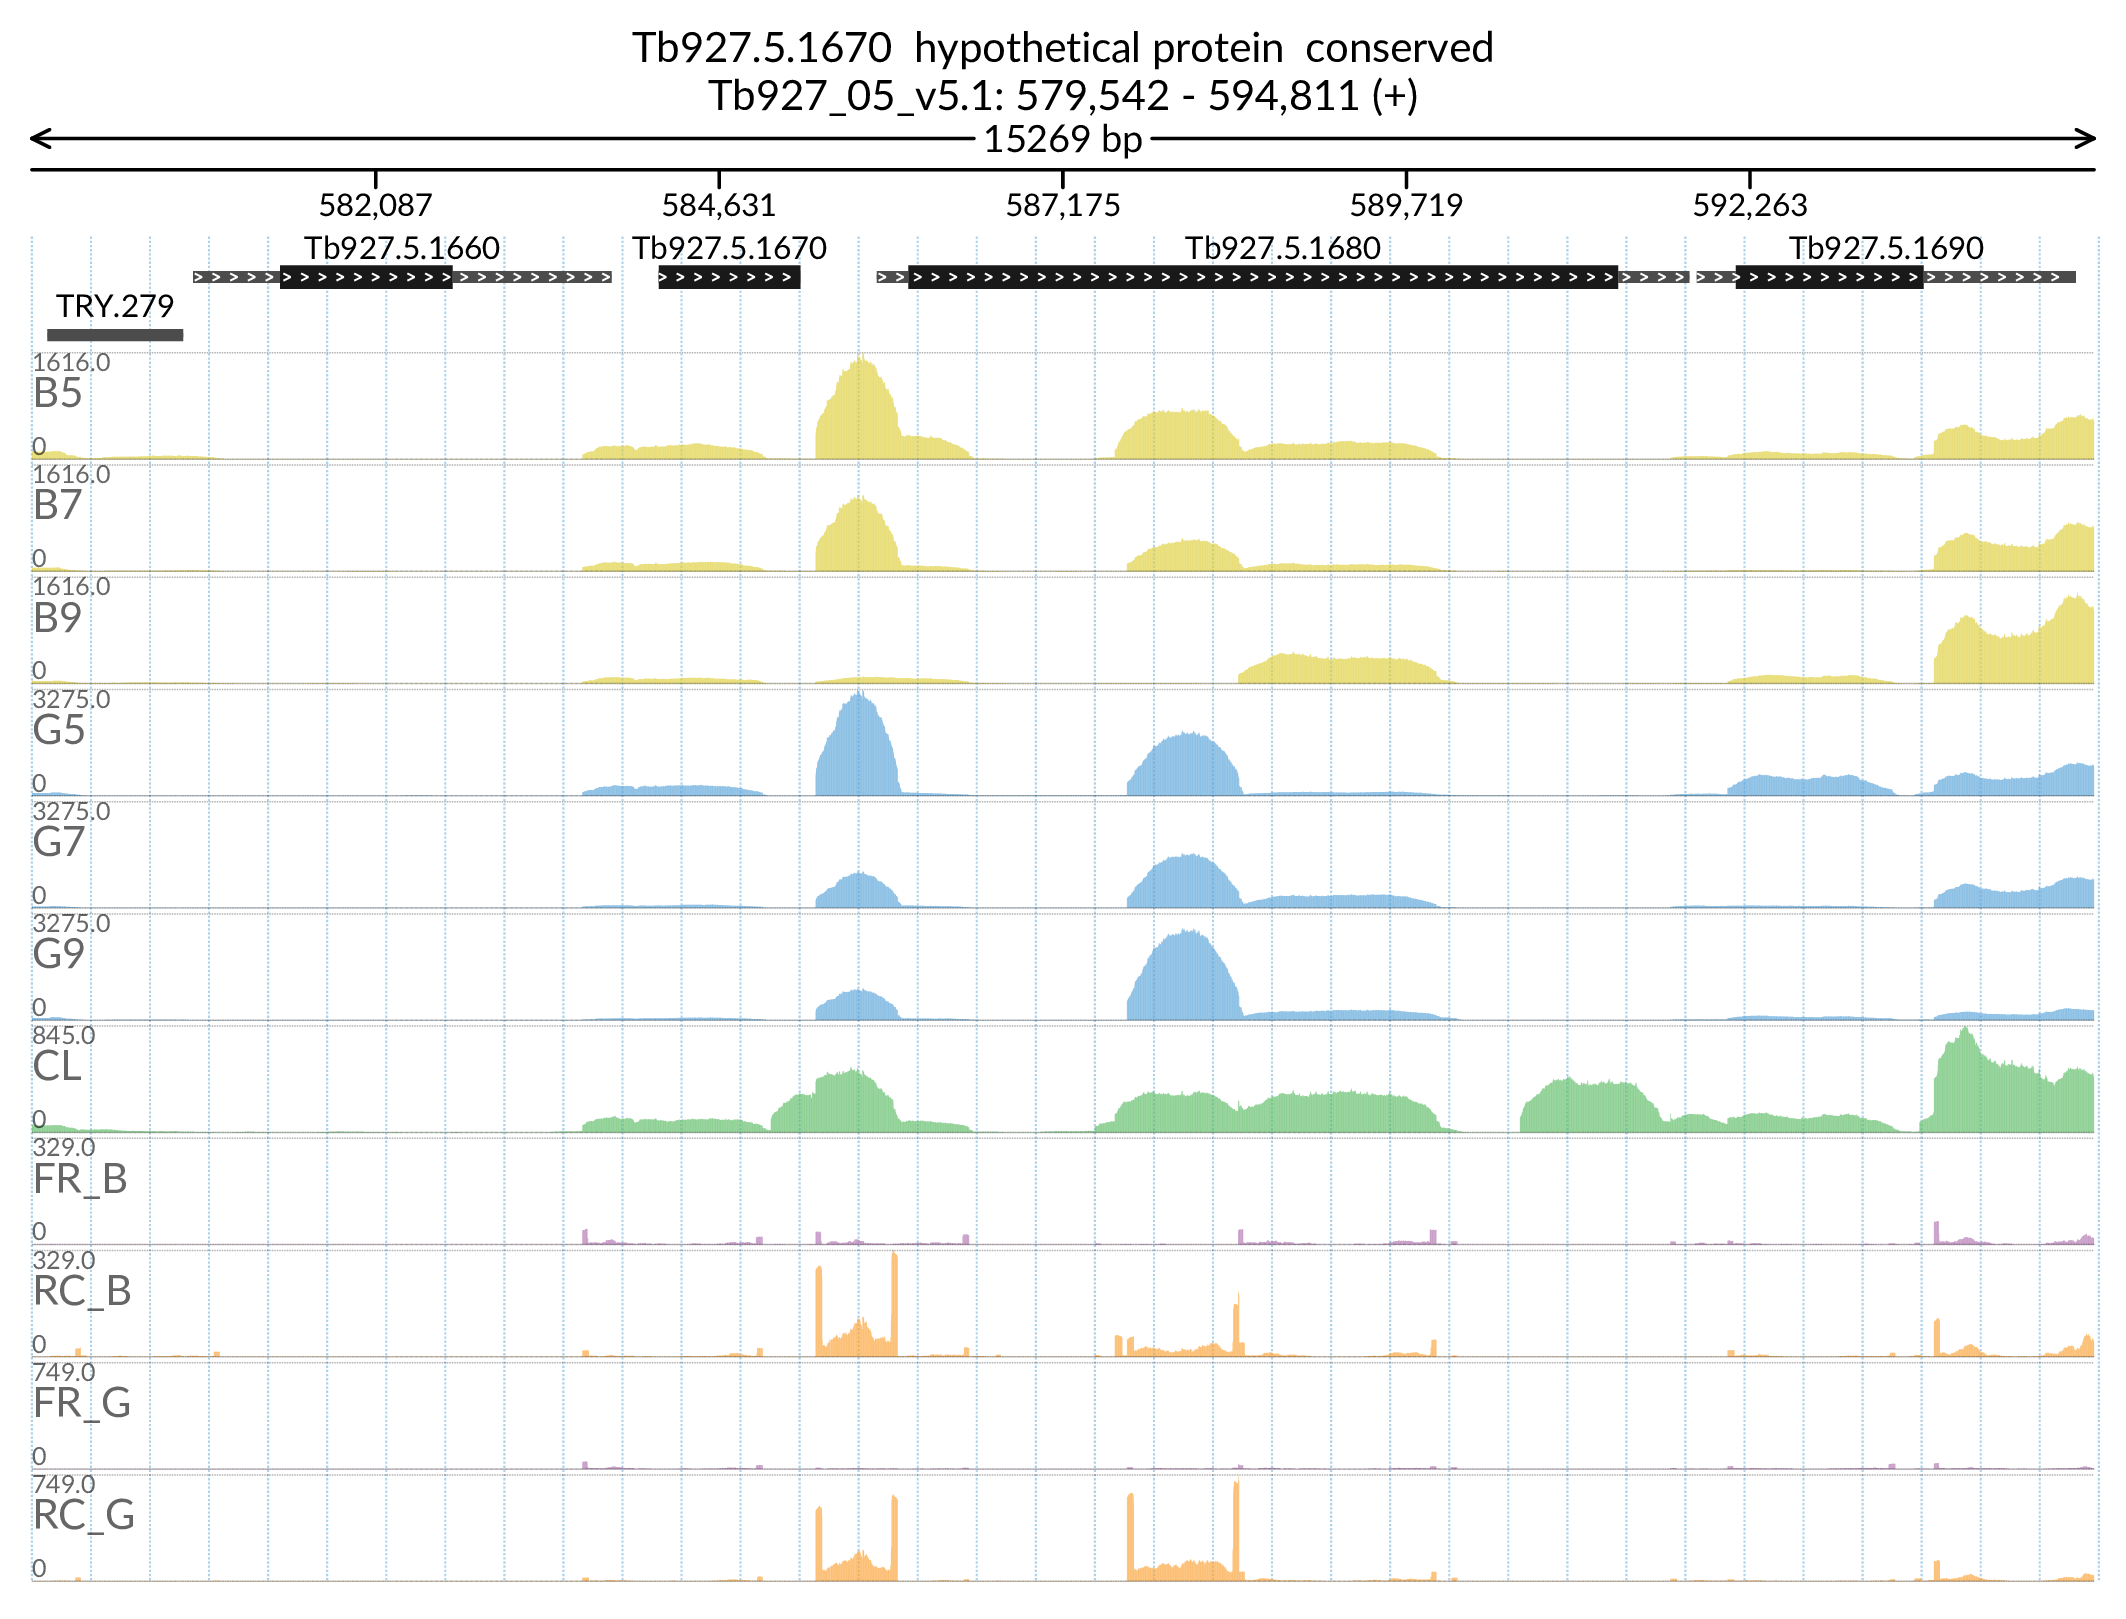 Tb927.5.1670  hypothetical protein  conserved
Tb927_05_v5.1: 579,542 - 594,811 (+)
15269 bp
582,087 584,631 587,175 589,719 592,263
Tb927.5.1660 Tb927.5.1670 Tb927.5.1680 Tb927.5.1690
TRY.279
1616.0
B5
0
1616.0
B7
0
1616.0
B9
0
3275.0
G5
0
3275.0
G7
0
3275.0
G9
0
845.0
CL
0
329.0
FR_B
0
329.0
RC_B
0
749.0
FR_G
0
749.0
RC_G
0